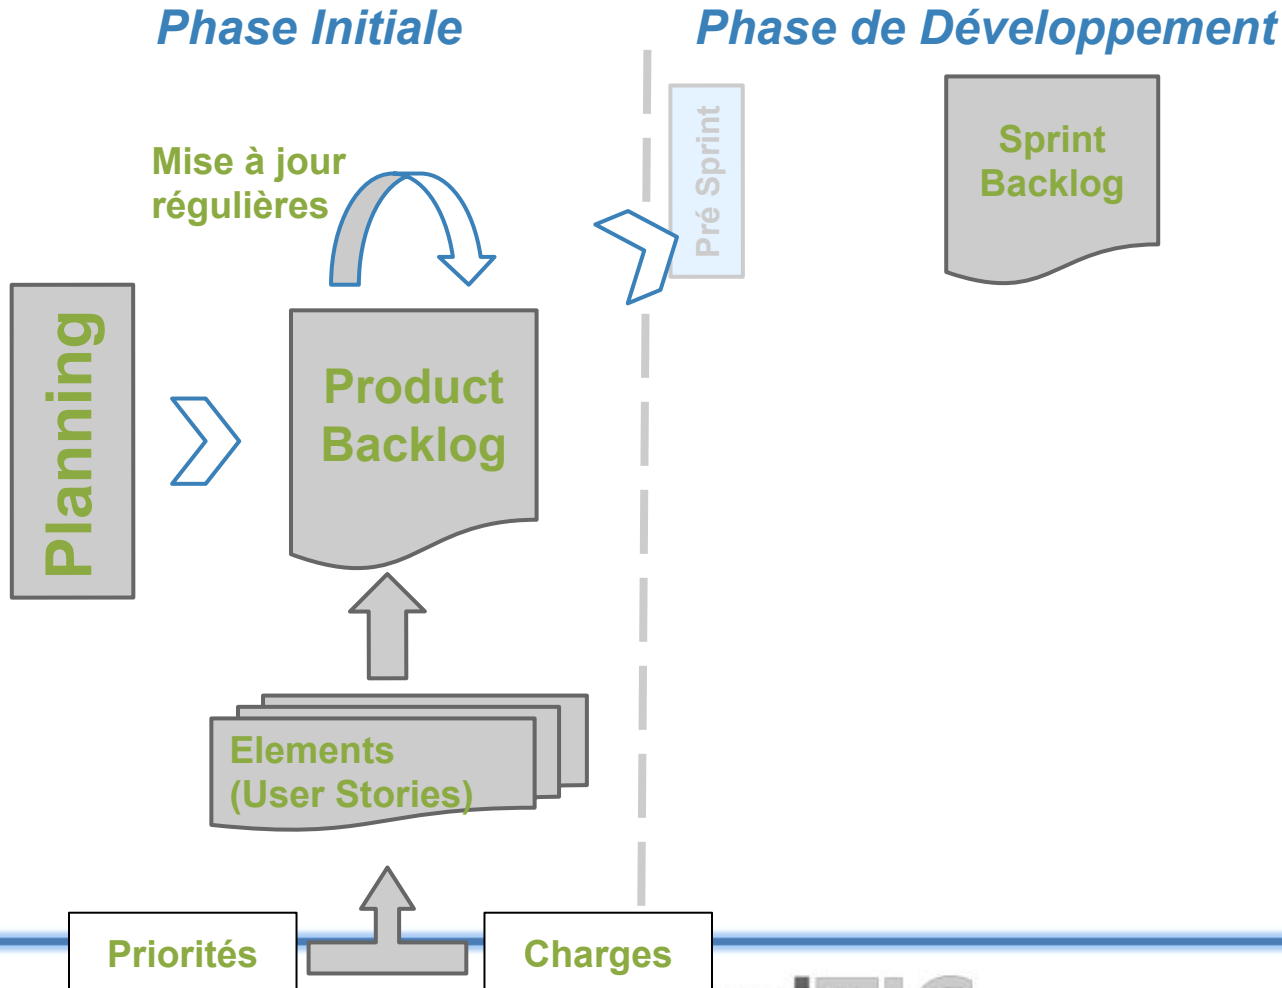 Phase Initiale
Phase de Développement
Mise à jour
régulières
Pré Sprint
Sprint
Backlog
Planning
Product
Backlog
Elements
(User Stories)
Priorités
Charges